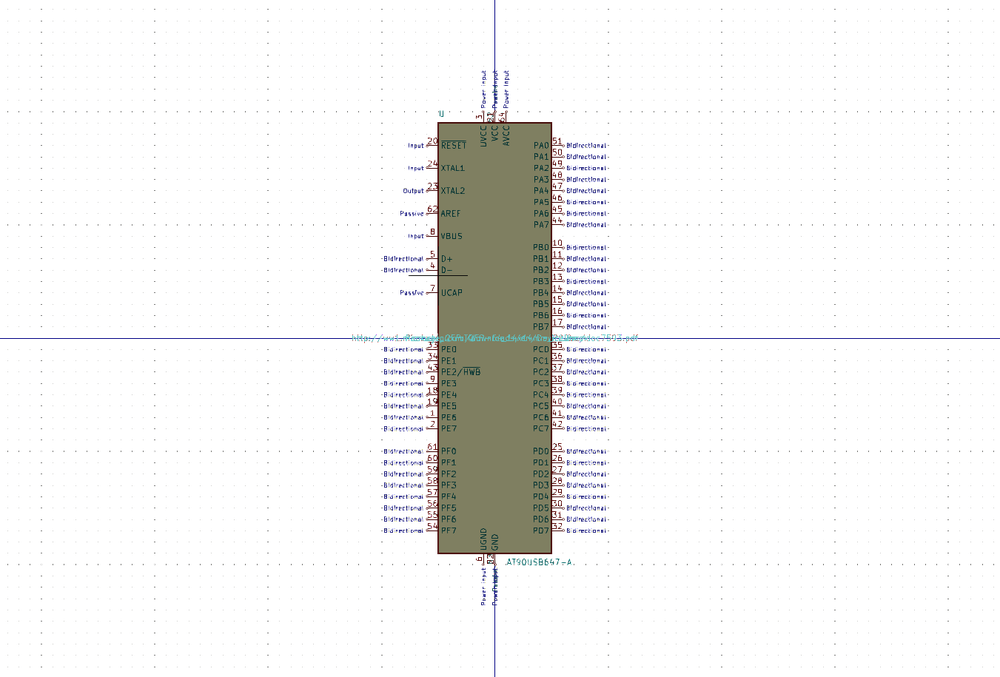 Power Input
Power Input
U
3
64
UVCC
VCC
AVCC
Input 20 RESET
PA0 51 Bidirectional
PA1 50 Bidirectional
Input 24 XTAL1
PA2 49 Bidirectional
PA3 48 Bidirectional
Output 23 XTAL2
PA4 47 Bidirectional
PA5 46 Bidirectional
Passive 62 AREF
PA6 45 Bidirectional
PA7 44 Bidirectional
Input 8 VBUS
PB0 10 Bidirectional
Bidirectional 5 D+
PB1 11 Bidirectional
Bidirectional 4 D-
PB2 12 Bidirectional
PB3 13 Bidirectional
Passive 7 UCAP
PB4 14 Bidirectional
PB5 15 Bidirectional
PB6 16 Bidirectional
PB7 17 Bidirectional
Bidirectional 33 PE0
PC0 35 Bidirectional
Bidirectional 34 PE1
PC1 36 Bidirectional
Bidirectional 43 PE2/HWB
PC2 37 Bidirectional
Bidirectional 9 PE3
PC3 38 Bidirectional
Bidirectional 18 PE4
PC4 39 Bidirectional
Bidirectional 19 PE5
PC5 40 Bidirectional
Bidirectional 1 PE6
PC6 41 Bidirectional
Bidirectional 2 PE7
PC7 42 Bidirectional
Bidirectional 61 PF0
PD0 25 Bidirectional
Bidirectional 60 PF1
PD1 26 Bidirectional
Bidirectional 59 PF2
PD2 27 Bidirectional
Bidirectional 58 PF3
PD3 28 Bidirectional
Bidirectional 57 PF4
PD4 29 Bidirectional
Bidirectional 56 PF5
PD5 30 Bidirectional
Bidirectional 55 PF6
PD6 31 Bidirectional
Bidirectional 54 PF7
PD7 32 Bidirectional
UGND
GND
6
AT90USB647-A
Power Input